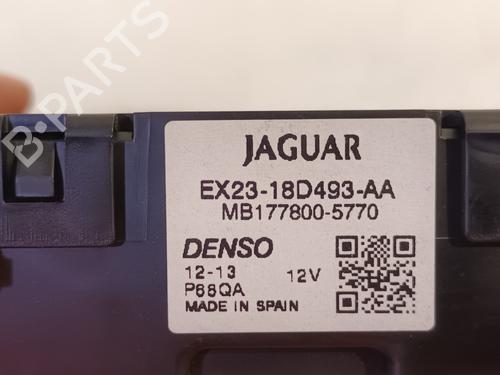 B-PARTS
JAGUAR
EX23-18D493-AA
MB177800-5770
DENSO
12-13 12V
P68QA
MADE IN SPAIN